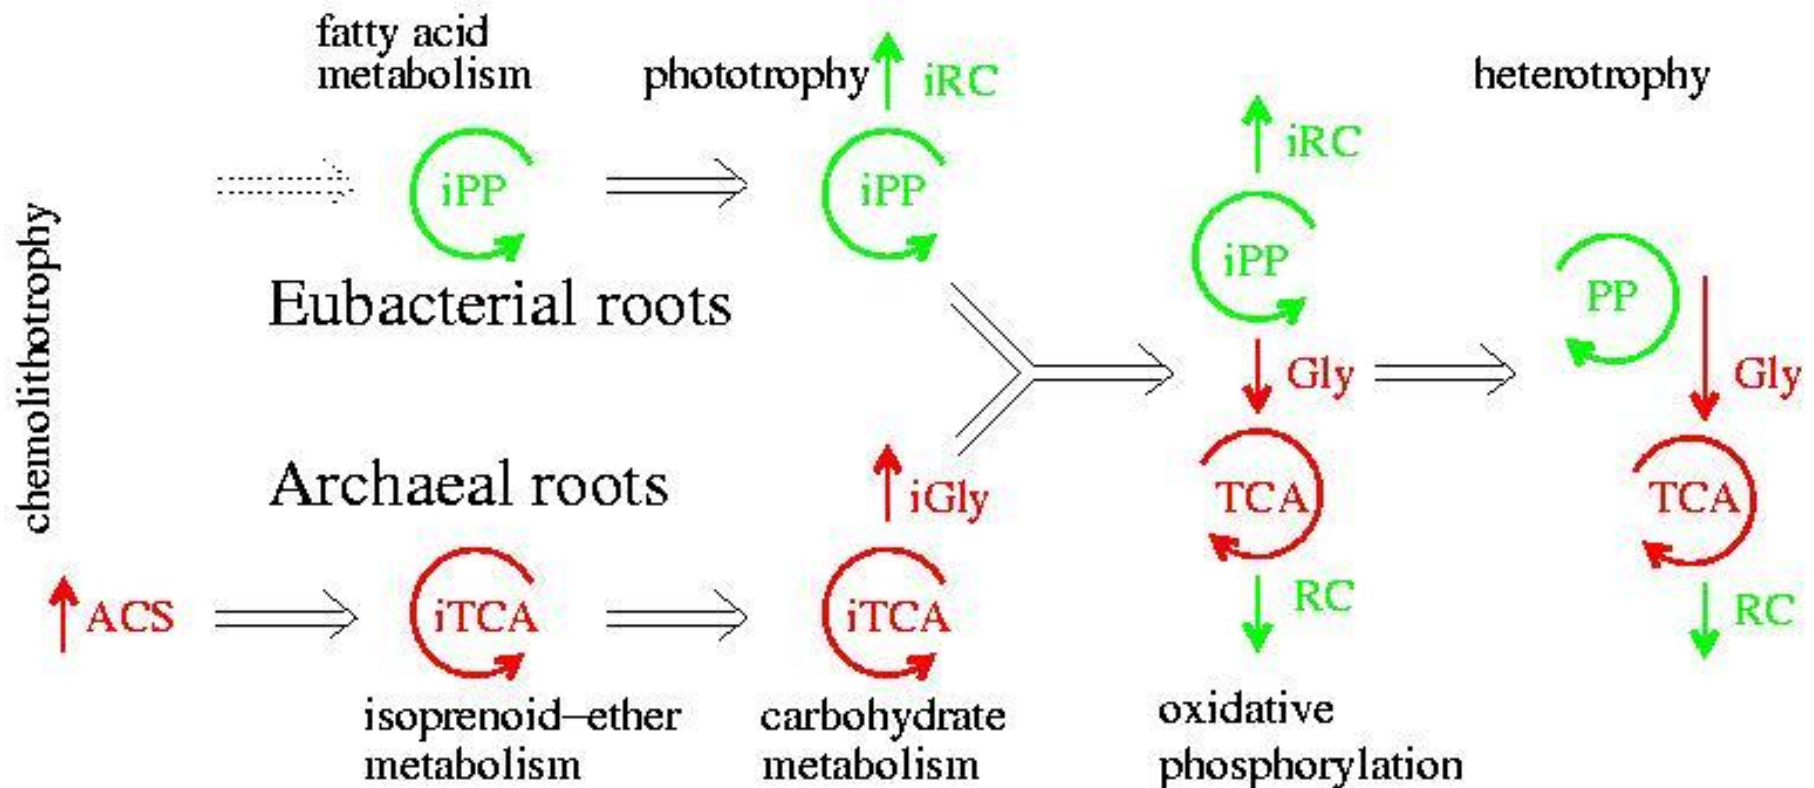 fatty acid
metabolism
phototrophy
iRC
heterotrophy
iRC
iPP
iPP
iPP
PP
chemolithotrophy
Eubacterial roots
Gly
Gly
Archaeal roots
iGly
TCA
TCA
ACS
iTCA
iTCA
RC
RC
isoprenoid–ether
metabolism
carbohydrate
metabolism
oxidative
phosphorylation